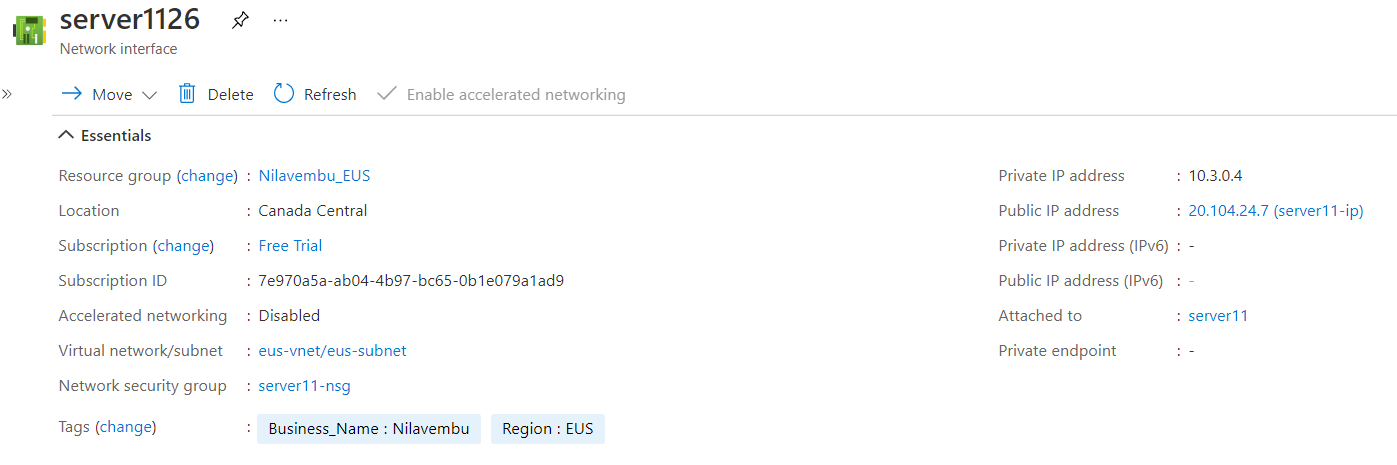 server1126
Network interface
Move
Delete
Refresh
Enable accelerated networking
Essentials
Resource group (change) : Nilavembu_EUS
Location : Canada Central
Subscription (change) : Free Trial
Subscription ID : 7e970a5a-ab04-4b97-bc65-0b1e079a1ad9
Accelerated networking : Disabled
Virtual network/subnet : eus-vnet/eus-subnet
Network security group : server11-nsg
Private IP address : 10.3.0.4
Public IP address : 20.104.24.7 (server11-ip)
Private IP address (IPv6) : -
Public IP address (IPv6) : -
Attached to : server11
Private endpoint : -
Tags (change) : Business_Name : Nilavembu Region : EUS